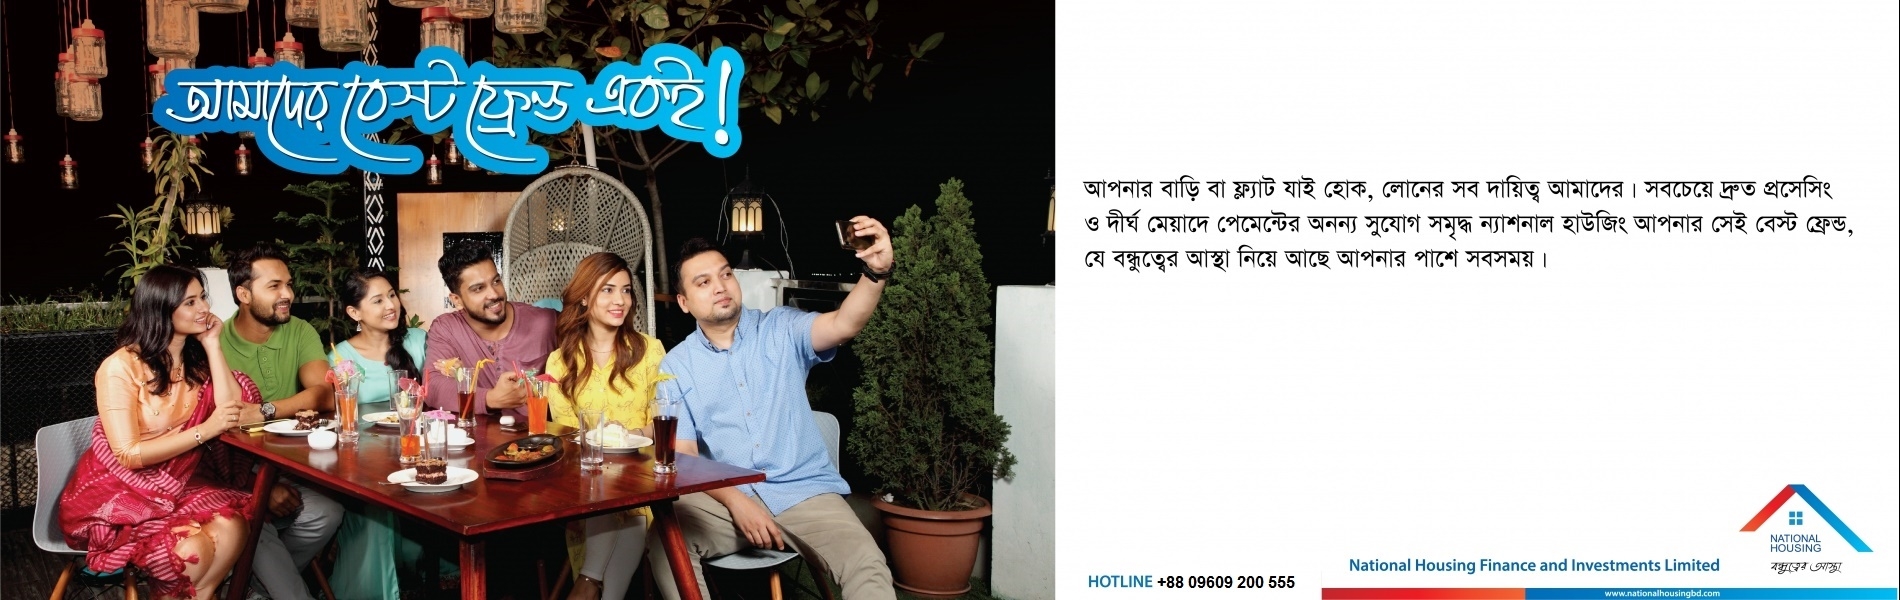 আমাদের বেস্ট ফ্রেন্ড একই!
আপনার বাড়ি বা ফ্ল্যাট যাই হোক, লোনের সব দায়িত্ব আমাদের। সবচেয়ে দ্রুত প্রসেসিং
ও দীর্ঘ মেয়াদে পেমেন্টের অনন্য সুযোগ সমৃদ্ধ ন্যাশনাল হাউজিং আপনার সেই বেস্ট ফ্রেন্ড,
যে বন্ধুত্বের আস্থা নিয়ে আছে আপনার পাশে সবসময়।
NATIONAL
HOUSING
বন্ধুত্বের আস্থা
National Housing Finance and Investments Limited
HOTLINE +88 09609 200 555
www.nationalhousingbd.com